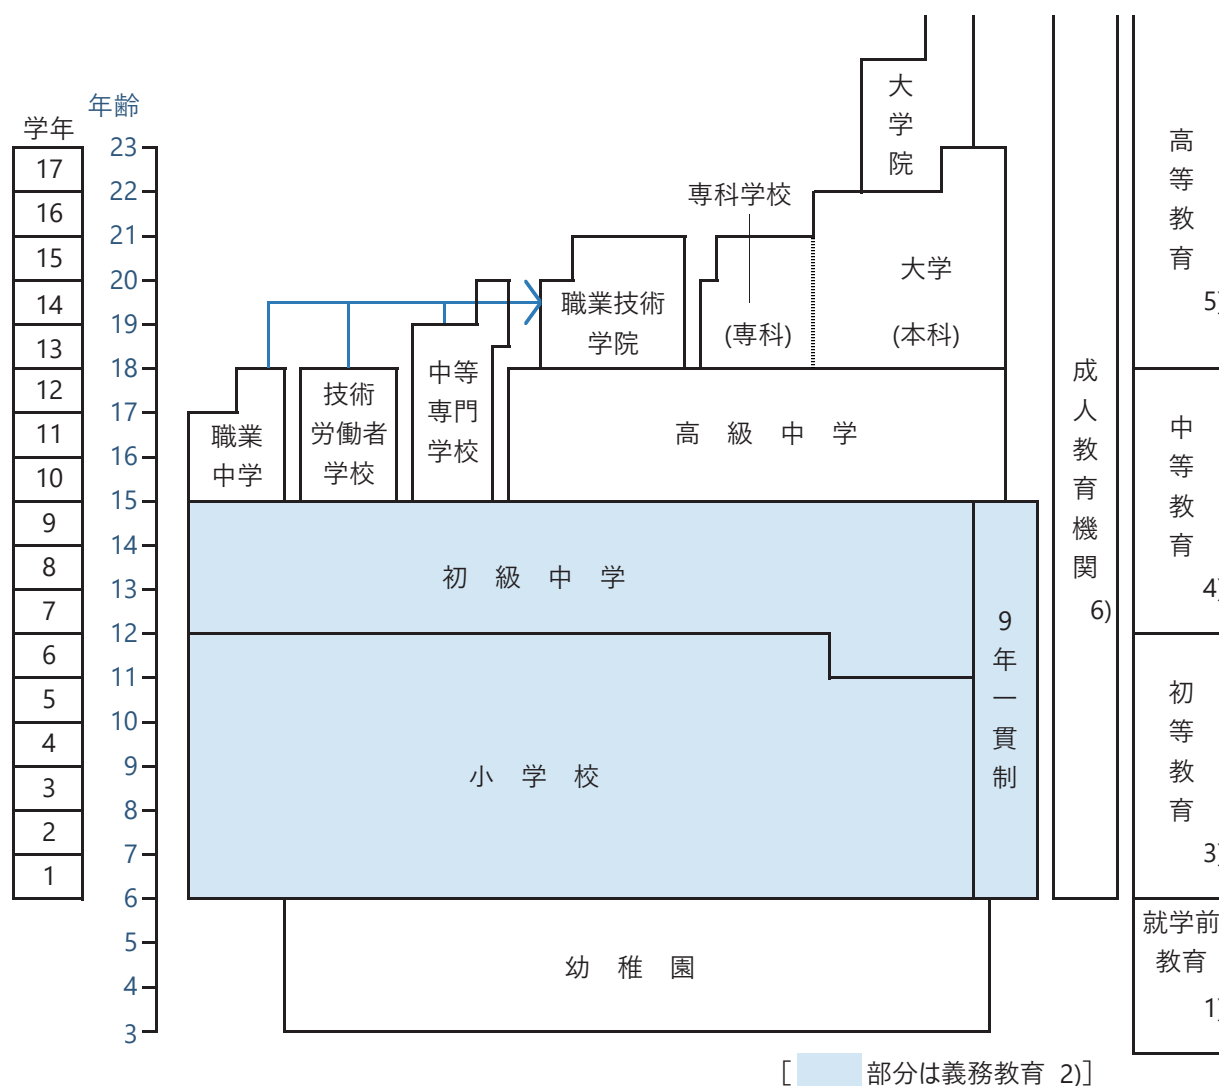 学年
年齢
17
16
15
14
13
12
11
10
9
8
7
6
5
4
3
2
1
23
22
21
20
19
18
17
16
15
14
13
12
11
10
9
8
7
6
5
4
3
大学院
専科学校
大学
(本科)
(専科)
職業技術
学院
中等
専門
学校
技術
労働者
学校
職業
中学
高級中学
初級中学
小学校
9年一貫制
幼稚園
成人教育機関
6)
高等教育
5)
中等教育
4)
初等教育
3)
就学前
教育
1)
[ 部分は義務教育 2)]